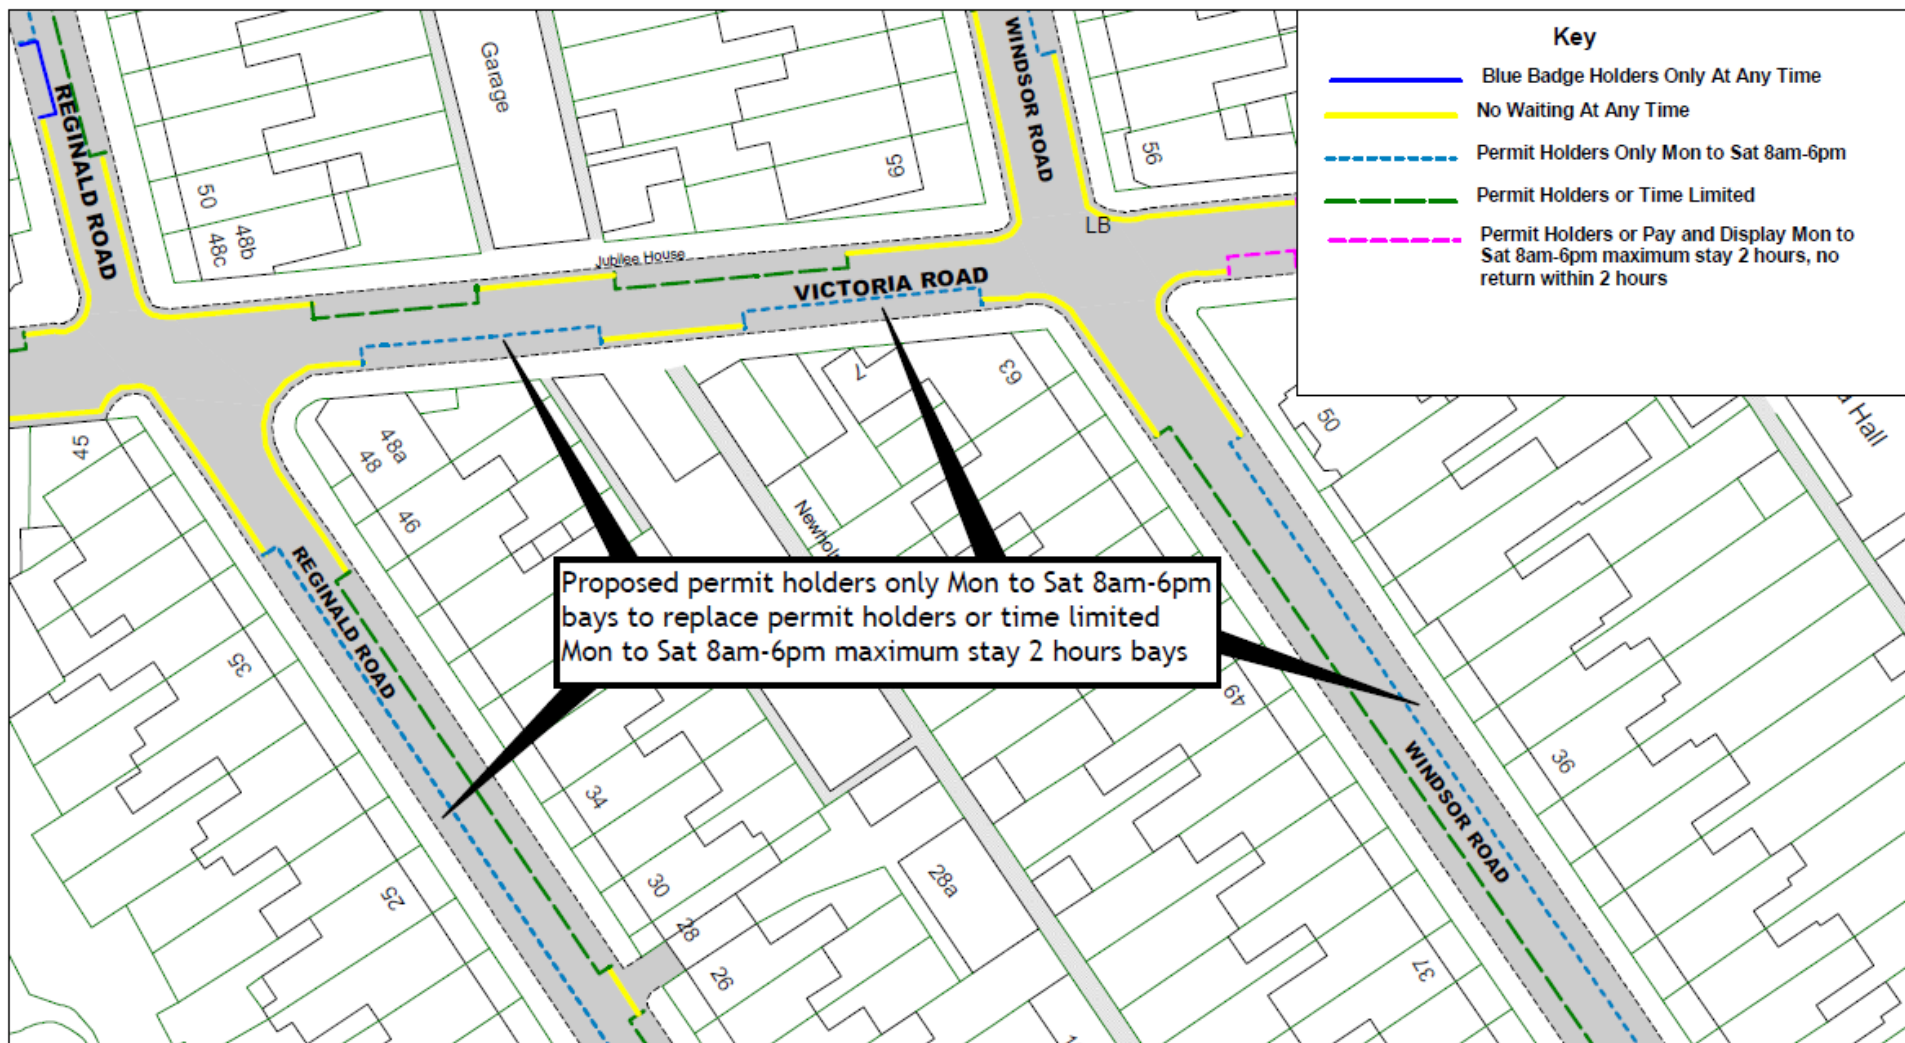 Key
Blue Badge Holders Only At Any Time
No Waiting At Any Time
Permit Holders Only Mon to Sat 8am-6pm
Permit Holders or Time Limited
Permit Holders or Pay and Display Mon to
Sat 8am-6pm maximum stay 2 hours, no
return within 2 hours
REGINALD ROAD
Garage
WINDSOR ROAD
50
48b
48c
65
56
LB
Jubilee House
VICTORIA ROAD
45
48a
48
46
7
63
50
Hall
REGINALD ROAD
35
Proposed permit holders only Mon to Sat 8am-6pm
bays to replace permit holders or time limited
Mon to Sat 8am-6pm maximum stay 2 hours bays
49
WINDSOR ROAD
36
34
30
28
26
25
28a
37